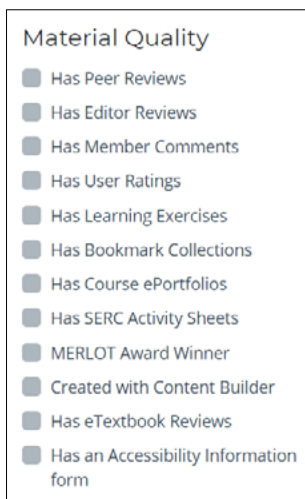 Material Quality
Has Peer Reviews
Has Editor Reviews
Has Member Comments
Has User Ratings
Has Learning Exercises
Has Bookmark Collections
Has Course ePortfolios
Has SERC Activity Sheets
MERLOT Award Winner
Created with Content Builder
Has eTextbook Reviews
Has an Accessibility Information
form